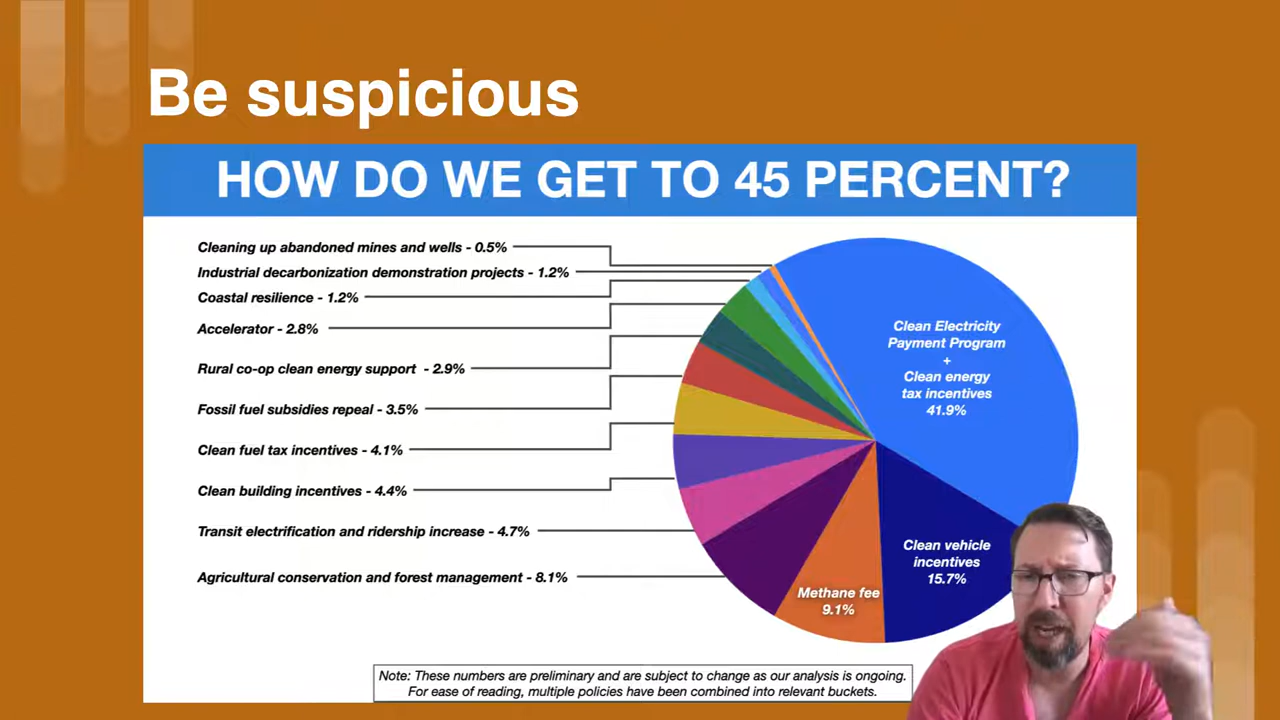 Be suspicious
HOW DO WE GET TO 45 PERCENT?
Cleaning up abandoned mines and wells - 0.5%
Industrial decarbonization demonstration projects - 1.2%
Coastal resilience - 1.2%
Accelerator - 2.8%
Rural co-op clean energy support - 2.9%
Fossil fuel subsidies repeal - 3.5%
Clean fuel tax incentives - 4.1%
Clean building incentives - 4.4%
Transit electrification and ridership increase - 4.7%
Agricultural conservation and forest management - 8.1%
Clean Electricity
Payment Program
+
Clean energy
tax incentives
41.9%
Clean vehicle
incentives
15.7%
Methane fee
9.1%
Note: These numbers are preliminary and are subject to change as our analysis is ongoing.
For ease of reading, multiple policies have been combined into relevant buckets.